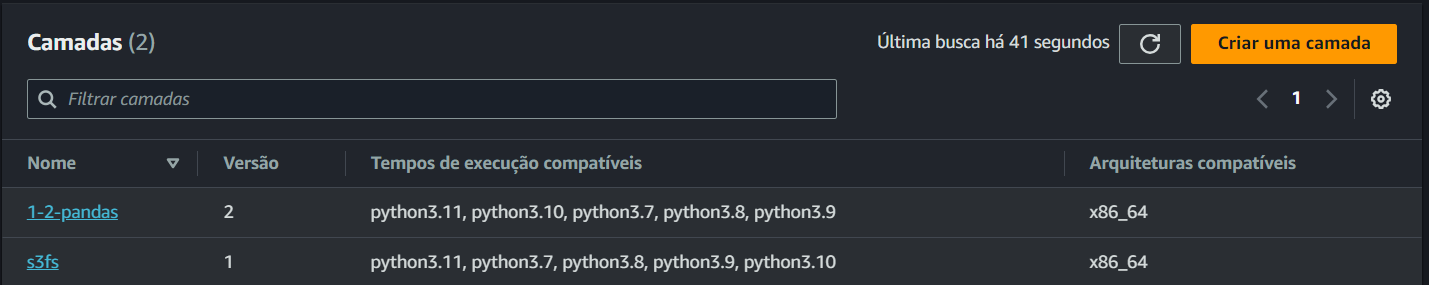 Camadas (2)
Última busca há 41 segundos
Criar uma camada
Filtrar camadas
1
Nome
Versão
Tempos de execução compatíveis
Arquiteturas compatíveis
1-2-pandas
2
python3.11, python3.10, python3.7, python3.8, python3.9
x86_64
s3fs
1
python3.11, python3.7, python3.8, python3.9, python3.10
x86_64